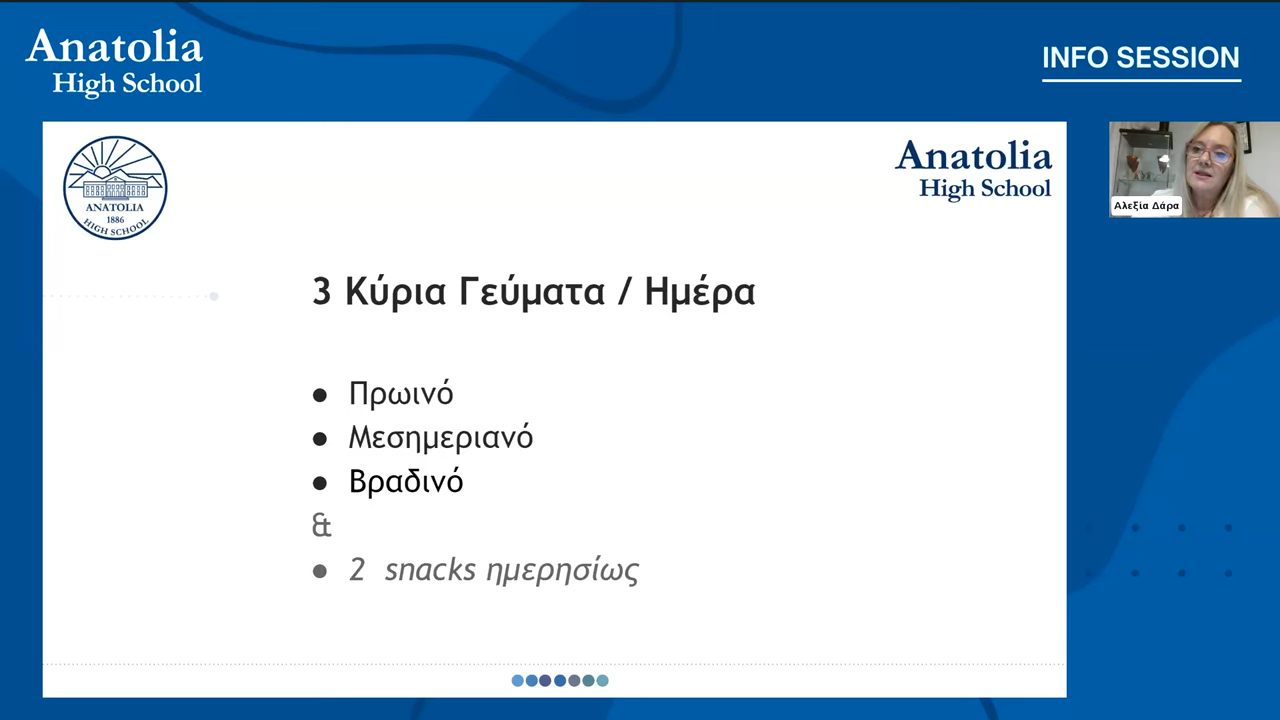 Anatolia
High School
INFO SESSION
ANATOLIA
1886
HIGH SCHOOL
Anatolia
High School
Αλεξία Δάρα
3 Κύρια Γεύματα / Ημέρα
● Πρωινό
● Μεσημεριανό
● Βραδινό
&
● 2 snacks ημερησίως